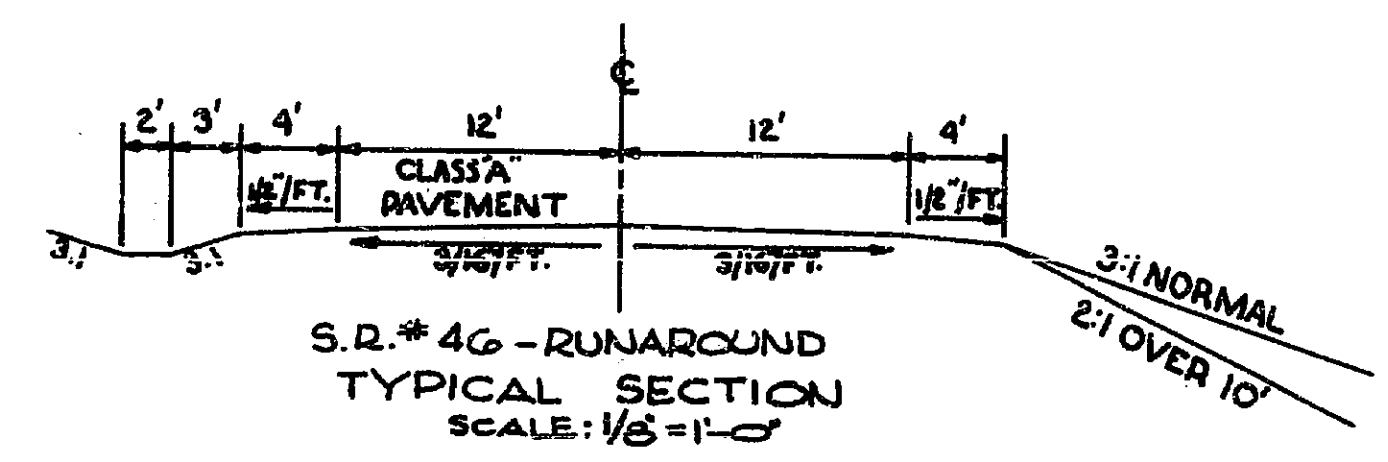 ℄
2' 3' 4' 12' 12' 4'
1/2"/FT. CLASS "A" 1/2"/FT.
PAVEMENT
3:1 3:1 3/16"/FT. 3/16"/FT.
3:1 NORMAL
2:1 OVER 10'
S.R.# 46 - RUNAROUND
TYPICAL SECTION
SCALE: 1/8" = 1'-0"